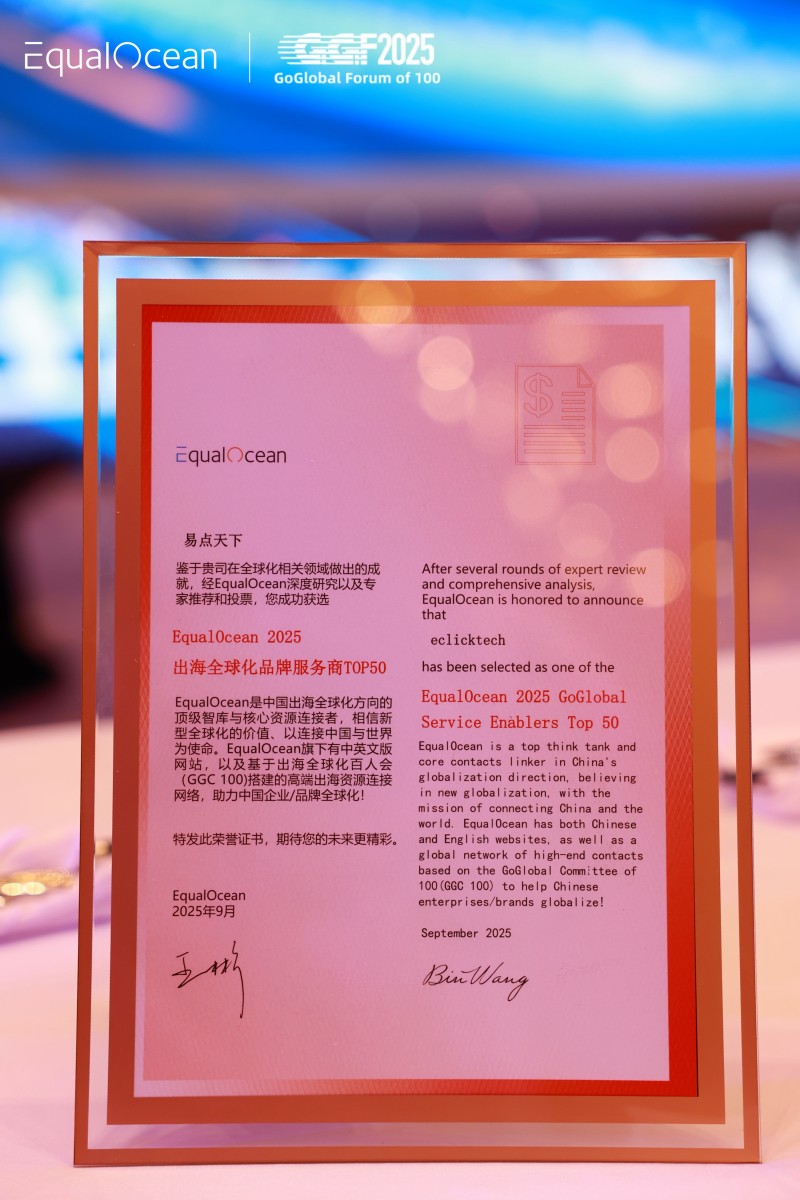 EqualOcean
GGF2025
GoGlobal Forum of 100
EqualOcean
易点天下
鉴于贵司在全球化相关领域做出的成
就，经EqualOcean深度研究以及专
家推荐和投票，您成功获选
EqualOcean 2025
出海全球化品牌服务商TOP50
EqualOcean是中国出海全球化方向的
顶级智库与核心资源连接者，相信新
型全球化的价值、以连接中国与世界
为使命。EqualOcean旗下有中英文版
网站，以及基于出海全球化百人会
（GGC 100)搭建的高端出海资源连接
网络，助力中国企业/品牌全球化！
特发此荣誉证书，期待您的未来更精彩。
EqualOcean
2025年9月
王彬
After several rounds of expert review
and comprehensive analysis,
EqualOcean is honored to announce
that
eclicktech
has been selected as one of the
EqualOcean 2025 GoGlobal
Service Enablers Top 50
EqualOcean is a top think tank and
core contacts linker in China's
globalization direction, believing
in new globalization, with the
mission of connecting China and the
world. EqualOcean has both Chinese
and English websites, as well as a
global network of high-end contacts
based on the GoGlobal Committee of
100(GGC 100) to help Chinese
enterprises/brands globalize!
September 2025
Bin Wang
$